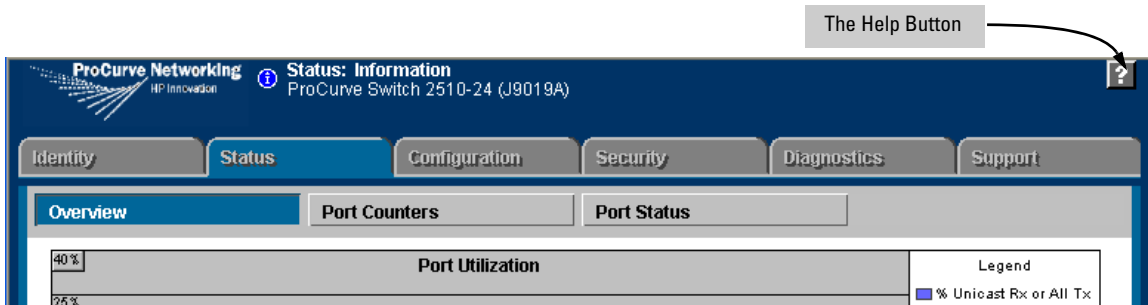 The Help Button
ProCurve Networking
HP Innovation
Status: Information
ProCurve Switch 2510-24 (J9019A)
?
Identity
Status
Configuration
Security
Diagnostics
Support
Overview
Port Counters
Port Status
40 %
Port Utilization
Legend
% Unicast Rx or All Tx
25 %